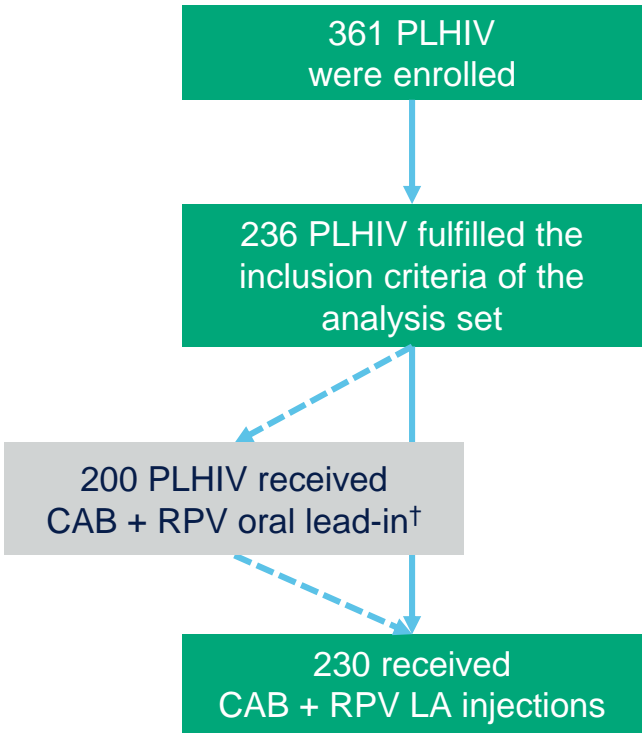 361 PLHIV
were enrolled
236 PLHIV fulfilled the
inclusion criteria of the
analysis set
200 PLHIV received
CAB + RPV oral lead-in†
230 received
CAB + RPV LA injections